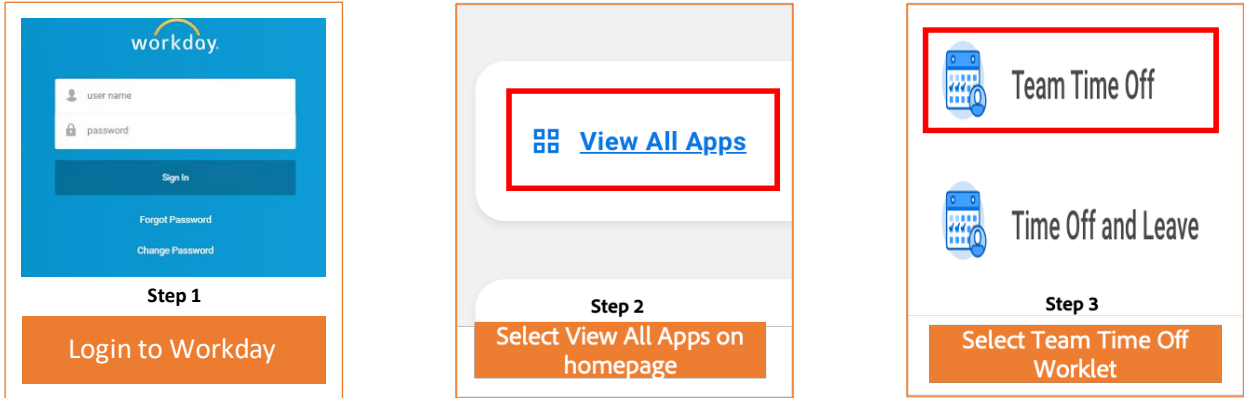 workday.
user name
password
Sign In
Forgot Password
Change Password
Step 1
Login to Workday
View All Apps
Step 2
Select View All Apps on
homepage
Team Time Off
Time Off and Leave
Step 3
Select Team Time Off
Worklet